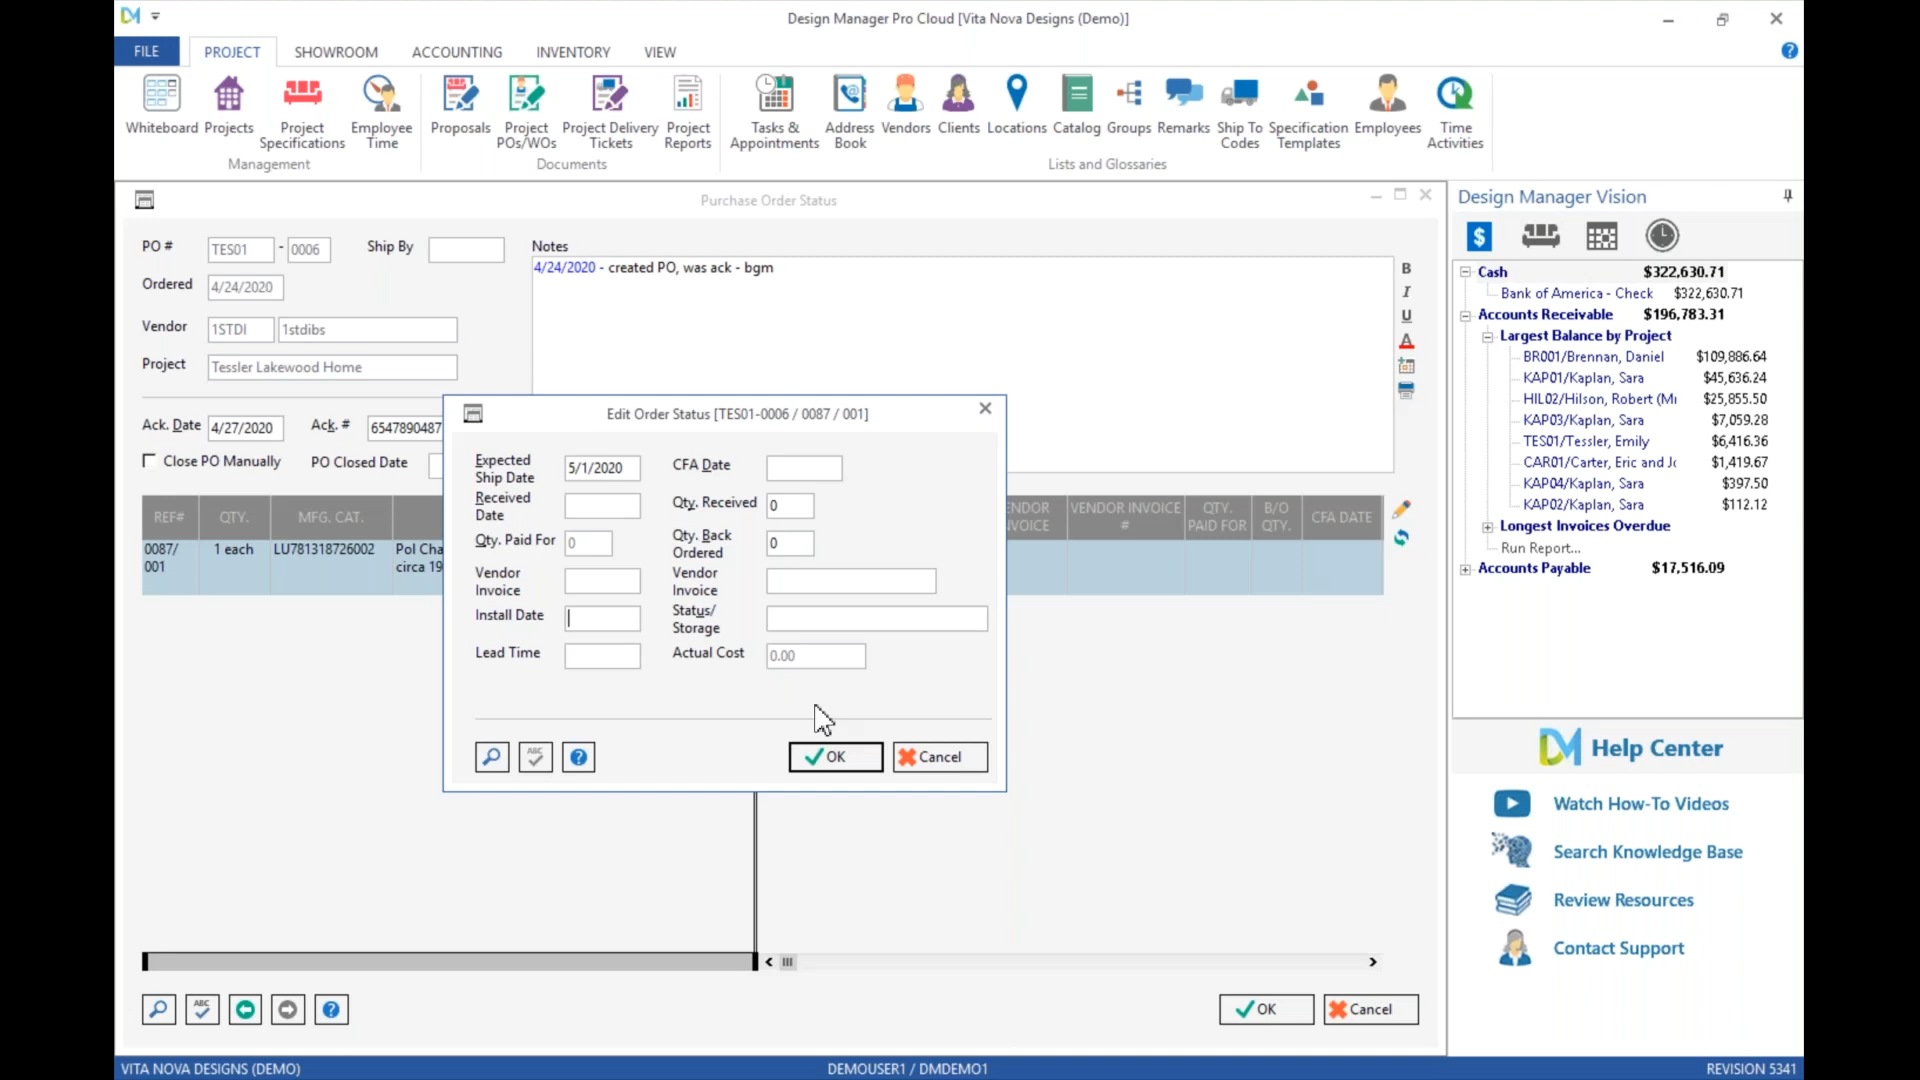 Design Manager Pro Cloud [Vita Nova Designs (Demo)]
FILE
PROJECT
SHOWROOM
ACCOUNTING
INVENTORY
VIEW
Whiteboard
Projects
Project
Specifications
Employee
Time
Management
Proposals
Project
POs/WOs
Project Delivery
Tickets
Project
Reports
Documents
Tasks &
Appointments
Address
Book
Vendors
Clients
Locations
Catalog
Groups
Remarks
Ship To
Codes
Specification
Templates
Employees
Time
Activities
Lists and Glossaries
Purchase Order Status
PO #
TES01
-
0006
Ship By
Ordered
4/24/2020
Vendor
1STDI
1stdibs
Project
Tessler Lakewood Home
Notes
4/24/2020 - created PO, was ack - bgm
B
I
U
A
Ack. Date
4/27/2020
Ack. #
6547890487
Close PO Manually
PO Closed Date
REF#
QTY.
MFG. CAT.
ENDOR
NVOICE
VENDOR INVOICE
#
QTY.
PAID FOR
B/O
QTY.
CFA DATE
0087/
001
1 each
LU781318726002
Pol Cha
circa 19
Edit Order Status [TES01-0006 / 0087 / 001]
Expected
Ship Date
5/1/2020
CFA Date
Received
Date
Qty. Received
0
Qty. Paid For
0
Qty. Back
Ordered
0
Vendor
Invoice
Vendor
Invoice
Install Date
Status/
Storage
Lead Time
Actual Cost
0.00
ABC
?
OK
Cancel
ABC
?
OK
Cancel
Design Manager Vision
$
Cash $322,630.71
Bank of America - Check $322,630.71
Accounts Receivable $196,783.31
Largest Balance by Project
BR001/Brennan, Daniel $109,886.64
KAP01/Kaplan, Sara $45,636.24
HIL02/Hilson, Robert (Mr $25,855.50
KAP03/Kaplan, Sara $7,059.28
TES01/Tessler, Emily $6,416.36
CAR01/Carter, Eric and Jc $1,419.67
KAP04/Kaplan, Sara $397.50
KAP02/Kaplan, Sara $112.12
Longest Invoices Overdue
Run Report...
Accounts Payable $17,516.09
Help Center
Watch How-To Videos
Search Knowledge Base
Review Resources
Contact Support
VITA NOVA DESIGNS (DEMO)
DEMOUSER1 / DMDEMO1
REVISION 5341